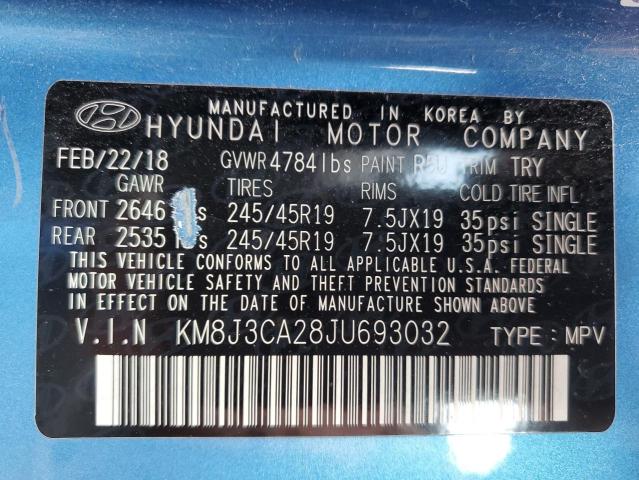 MANUFACTURED IN KOREA BY
HYUNDAI MOTOR COMPANY
FEB/22/18 GVWR 4784lbs PAINT R5U TRIM TRY
GAWR TIRES RIMS COLD TIRE INFL
FRONT 2646 245/45R19 7.5JX19 35psi SINGLE
REAR 2535 245/45R19 7.5JX19 35psi SINGLE
THIS VEHICLE CONFORMS TO ALL APPLICABLE U.S.A. FEDERAL
MOTOR VEHICLE SAFETY AND THEFT PREVENTION STANDARDS
IN EFFECT ON THE DATE OF MANUFACTURE SHOWN ABOVE.
V.I.N KM8J3CA28JU693032 TYPE : MPV